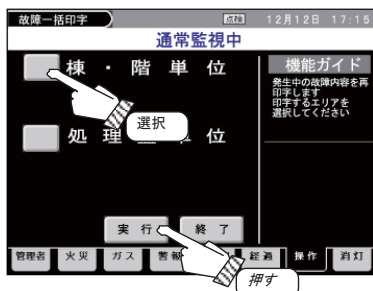 故障一括印字 点検 12月12日 17:15
通常監視中
棟・階単位
機能ガイド
発生中の故障内容を再
印字します
印字するエリアを
選択してください
選択
処理 位
実行 終了
管理者 火災 ガス 警報 経過 操作 消灯
押す